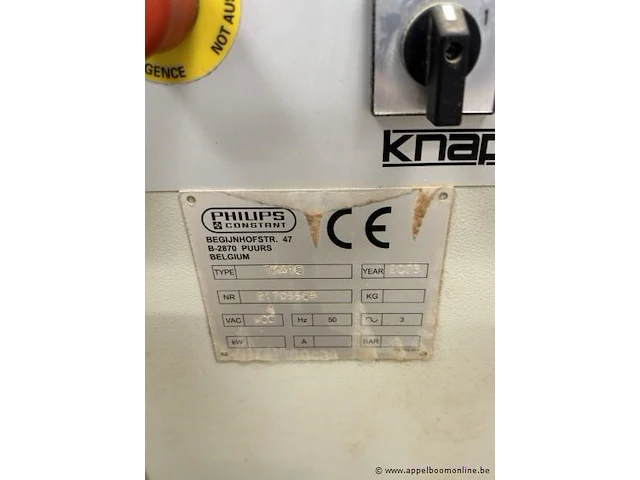 NOT AUS
GENCE
1
Knap
PHILIPS
CONSTANT
CE
BEGIJNHOFSTR. 47
B-2870 PUURS
BELGIUM
TYPE
YEAR
NR
KG
VAC Hz 50 3
kW A BAR
© www.appelboomonline.be